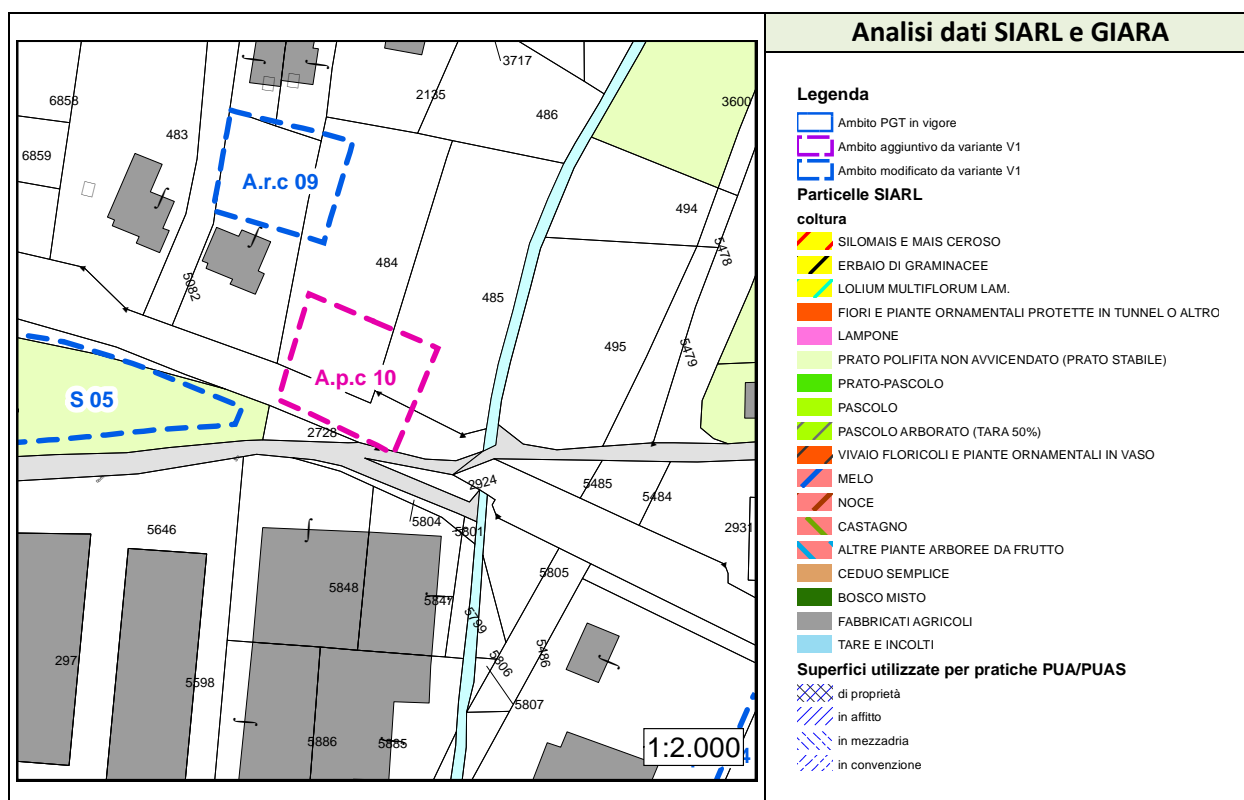 Analisi dati SIARL e GIARA
3717
6858
2135
486
3600
483
6859
A.r.c 09
494
5478
484
5082
485
495
5479
A.p.c 10
S 05
2728
2924
5485
5484
2931
5804
5801
5646
5805
5848
5847
5799
5806
5486
297
5598
5807
5886
5885
1:2.000
4
Legenda
Ambito PGT in vigore
Ambito aggiuntivo da variante V1
Ambito modificato da variante V1
Particelle SIARL
coltura
SILOMAIS E MAIS CEROSO
ERBAIO DI GRAMINACEE
LOLIUM MULTIFLORUM LAM.
FIORI E PIANTE ORNAMENTALI PROTETTE IN TUNNEL O ALTRO
LAMPONE
PRATO POLIFITA NON AVVICENDATO (PRATO STABILE)
PRATO-PASCOLO
PASCOLO
PASCOLO ARBORATO (TARA 50%)
VIVAIO FLORICOLI E PIANTE ORNAMENTALI IN VASO
MELO
NOCE
CASTAGNO
ALTRE PIANTE ARBOREE DA FRUTTO
CEDUO SEMPLICE
BOSCO MISTO
FABBRICATI AGRICOLI
TARE E INCOLTI
Superfici utilizzate per pratiche PUA/PUAS
di proprietà
in affitto
in mezzadria
in convenzione